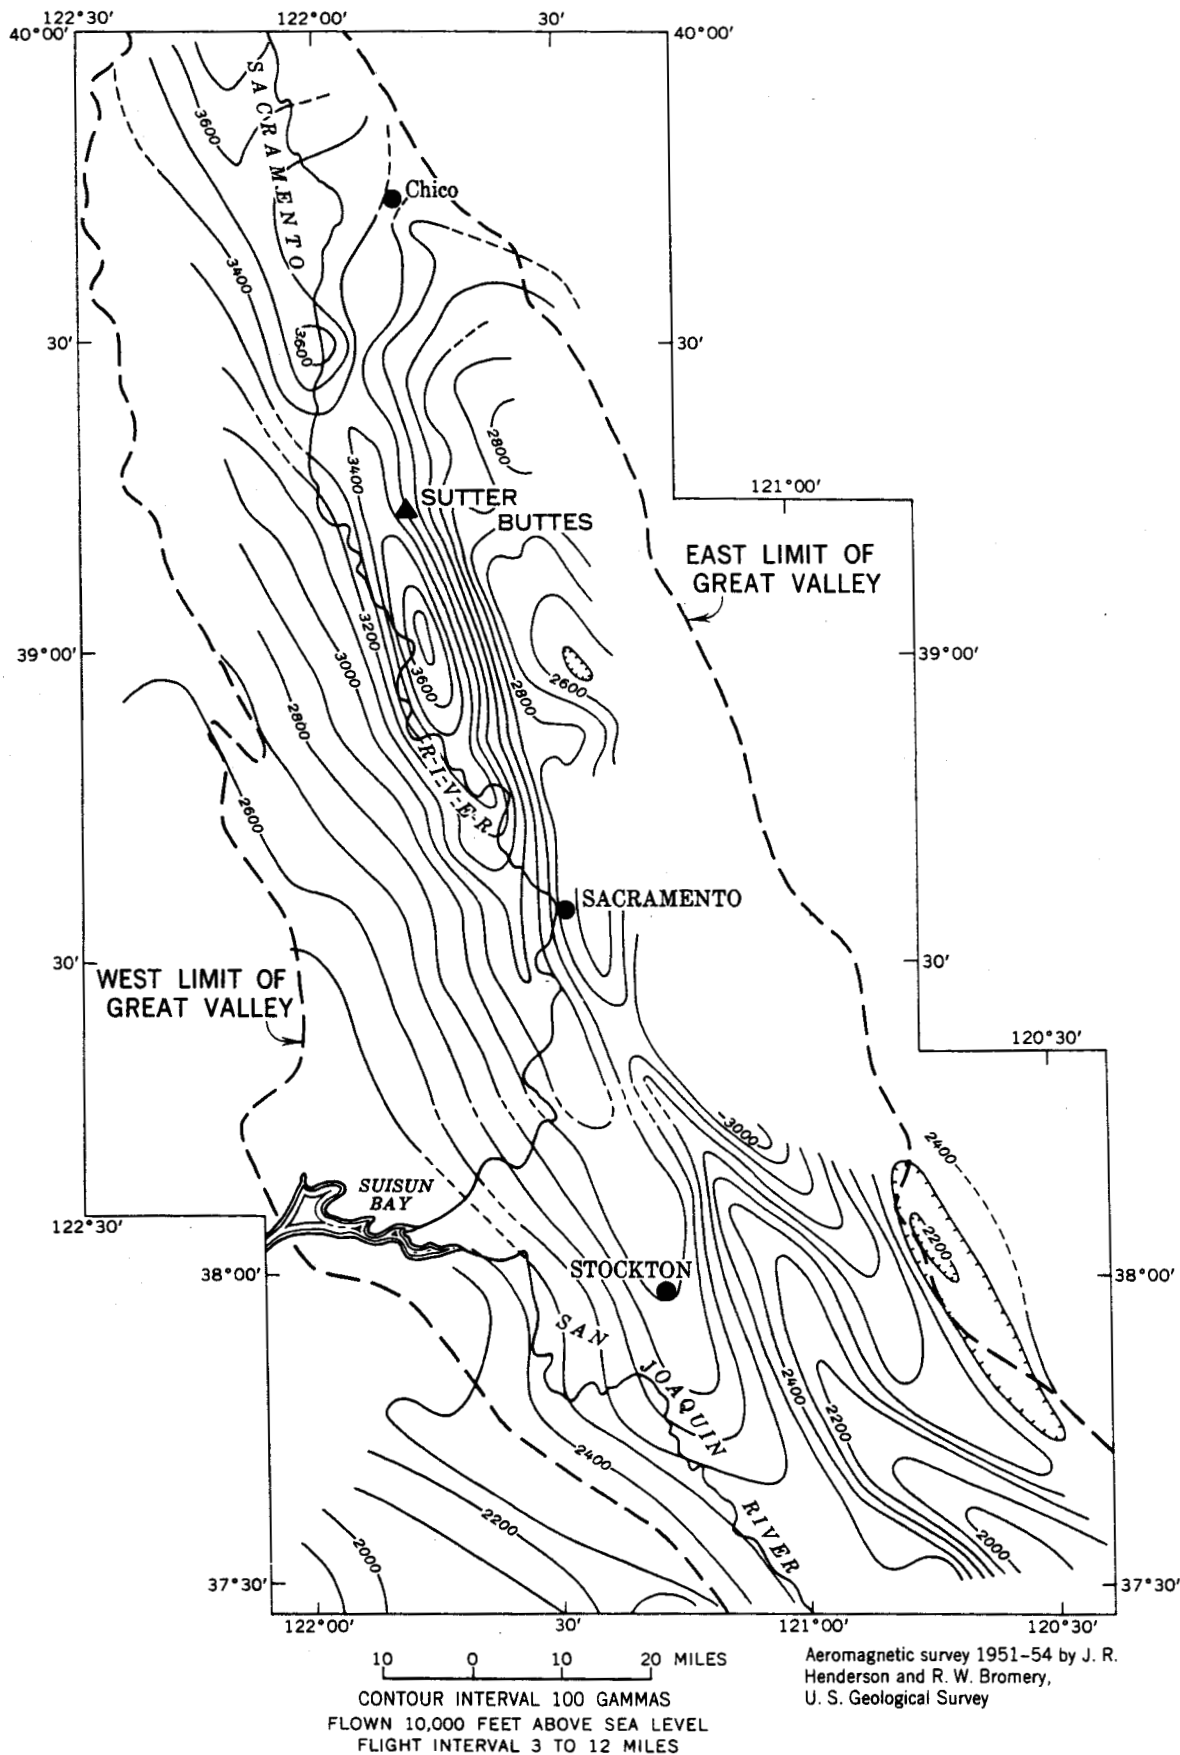 122°30'
122°00'
30'
40°00'
40°00'
SACRAMENTO
3600
Chico
3400
3600
30'
30'
2800
3400
SUTTER
BUTTES
121°00'
EAST LIMIT OF
GREAT VALLEY
3200
39°00'
39°00'
3000
3600
2800
2600
2800
RIVER
2600
SACRAMENTO
30'
30'
WEST LIMIT OF
GREAT VALLEY
120°30'
3000
2400
SUISUN
BAY
122°30'
2200
38°00'
38°00'
STOCKTON
SAN
JOAQUIN
RIVER
2400
2200
2400
2200
2000
2000
37°30'
37°30'
122°00'
30'
121°00'
120°30'
10 0 10 20 MILES
CONTOUR INTERVAL 100 GAMMAS
FLOWN 10,000 FEET ABOVE SEA LEVEL
FLIGHT INTERVAL 3 TO 12 MILES
Aeromagnetic survey 1951-54 by J. R.
Henderson and R. W. Bromery,
U. S. Geological Survey